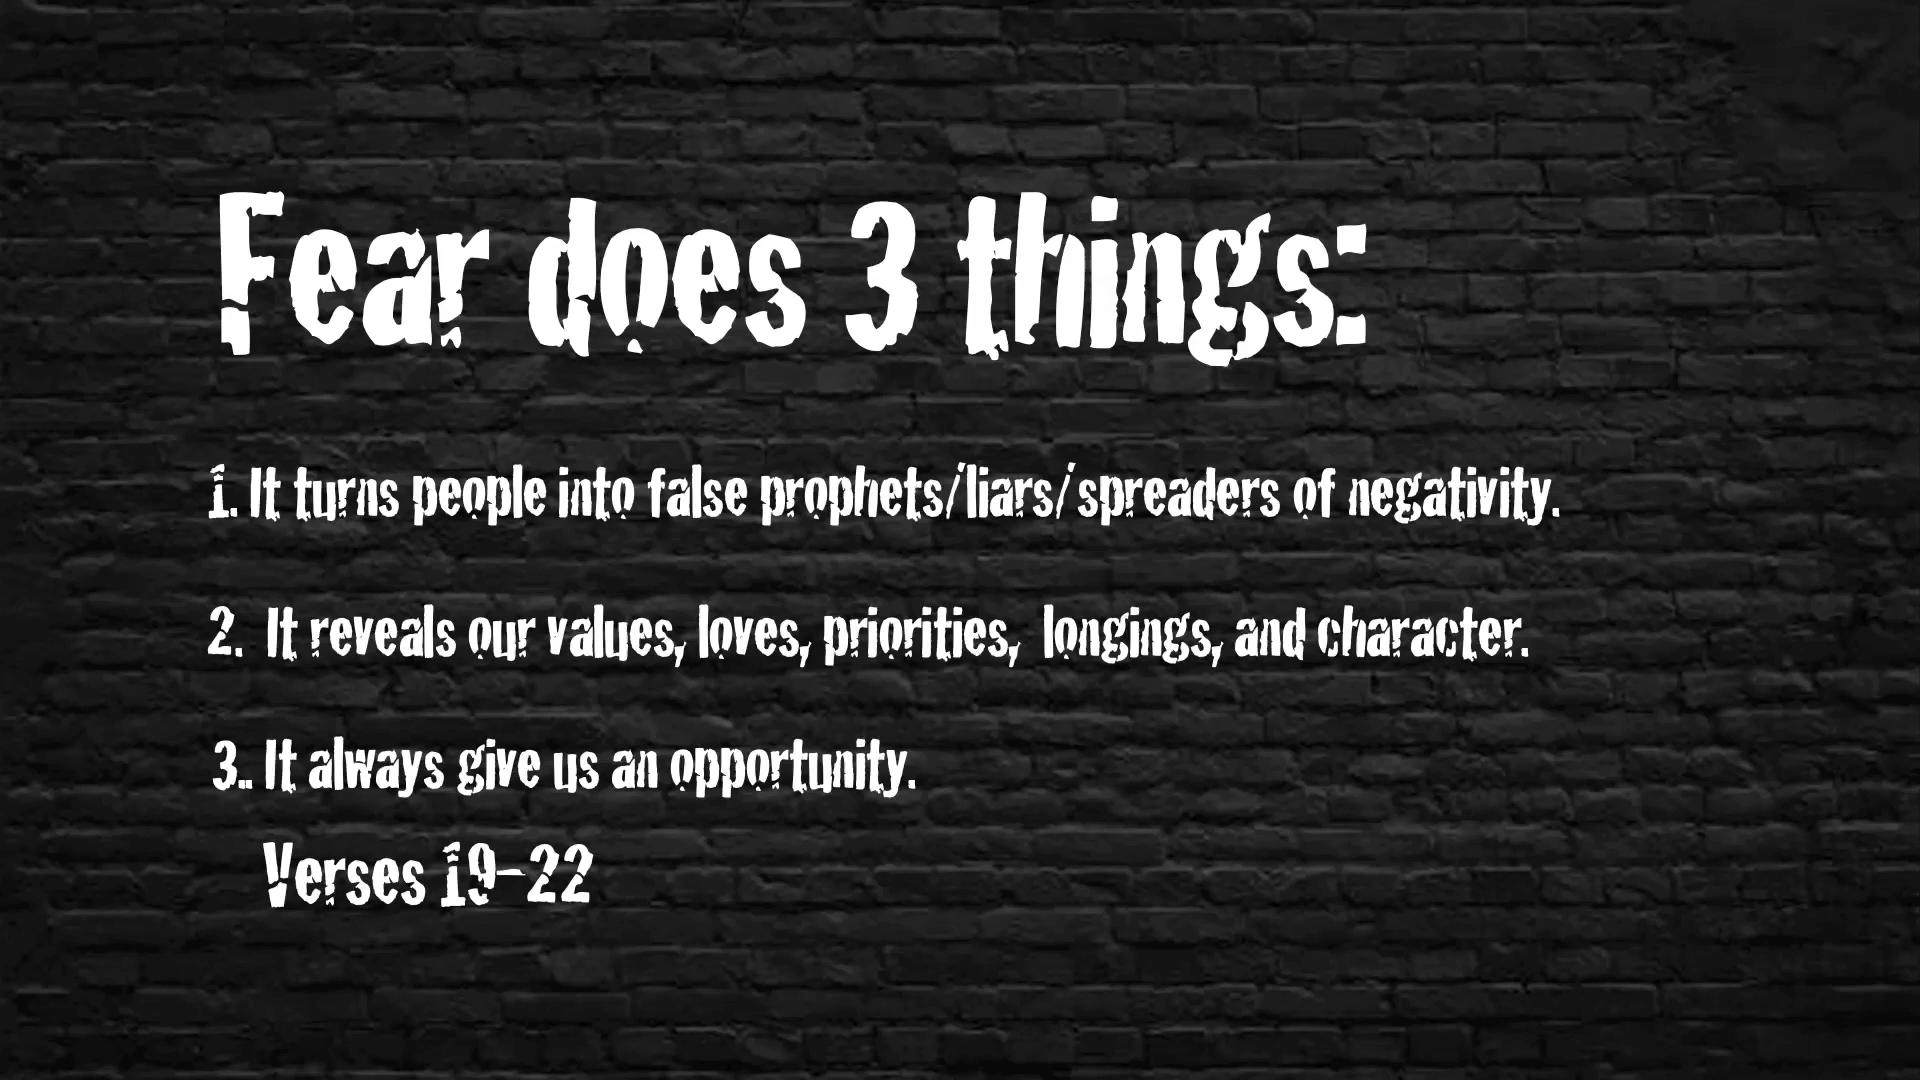 Fear does 3 things:
1. It turns people into false prophets/liars/spreaders of negativity.
2. It reveals our values, loves, priorities, longings, and character.
3.. It always give us an opportunity.
Verses 19-22